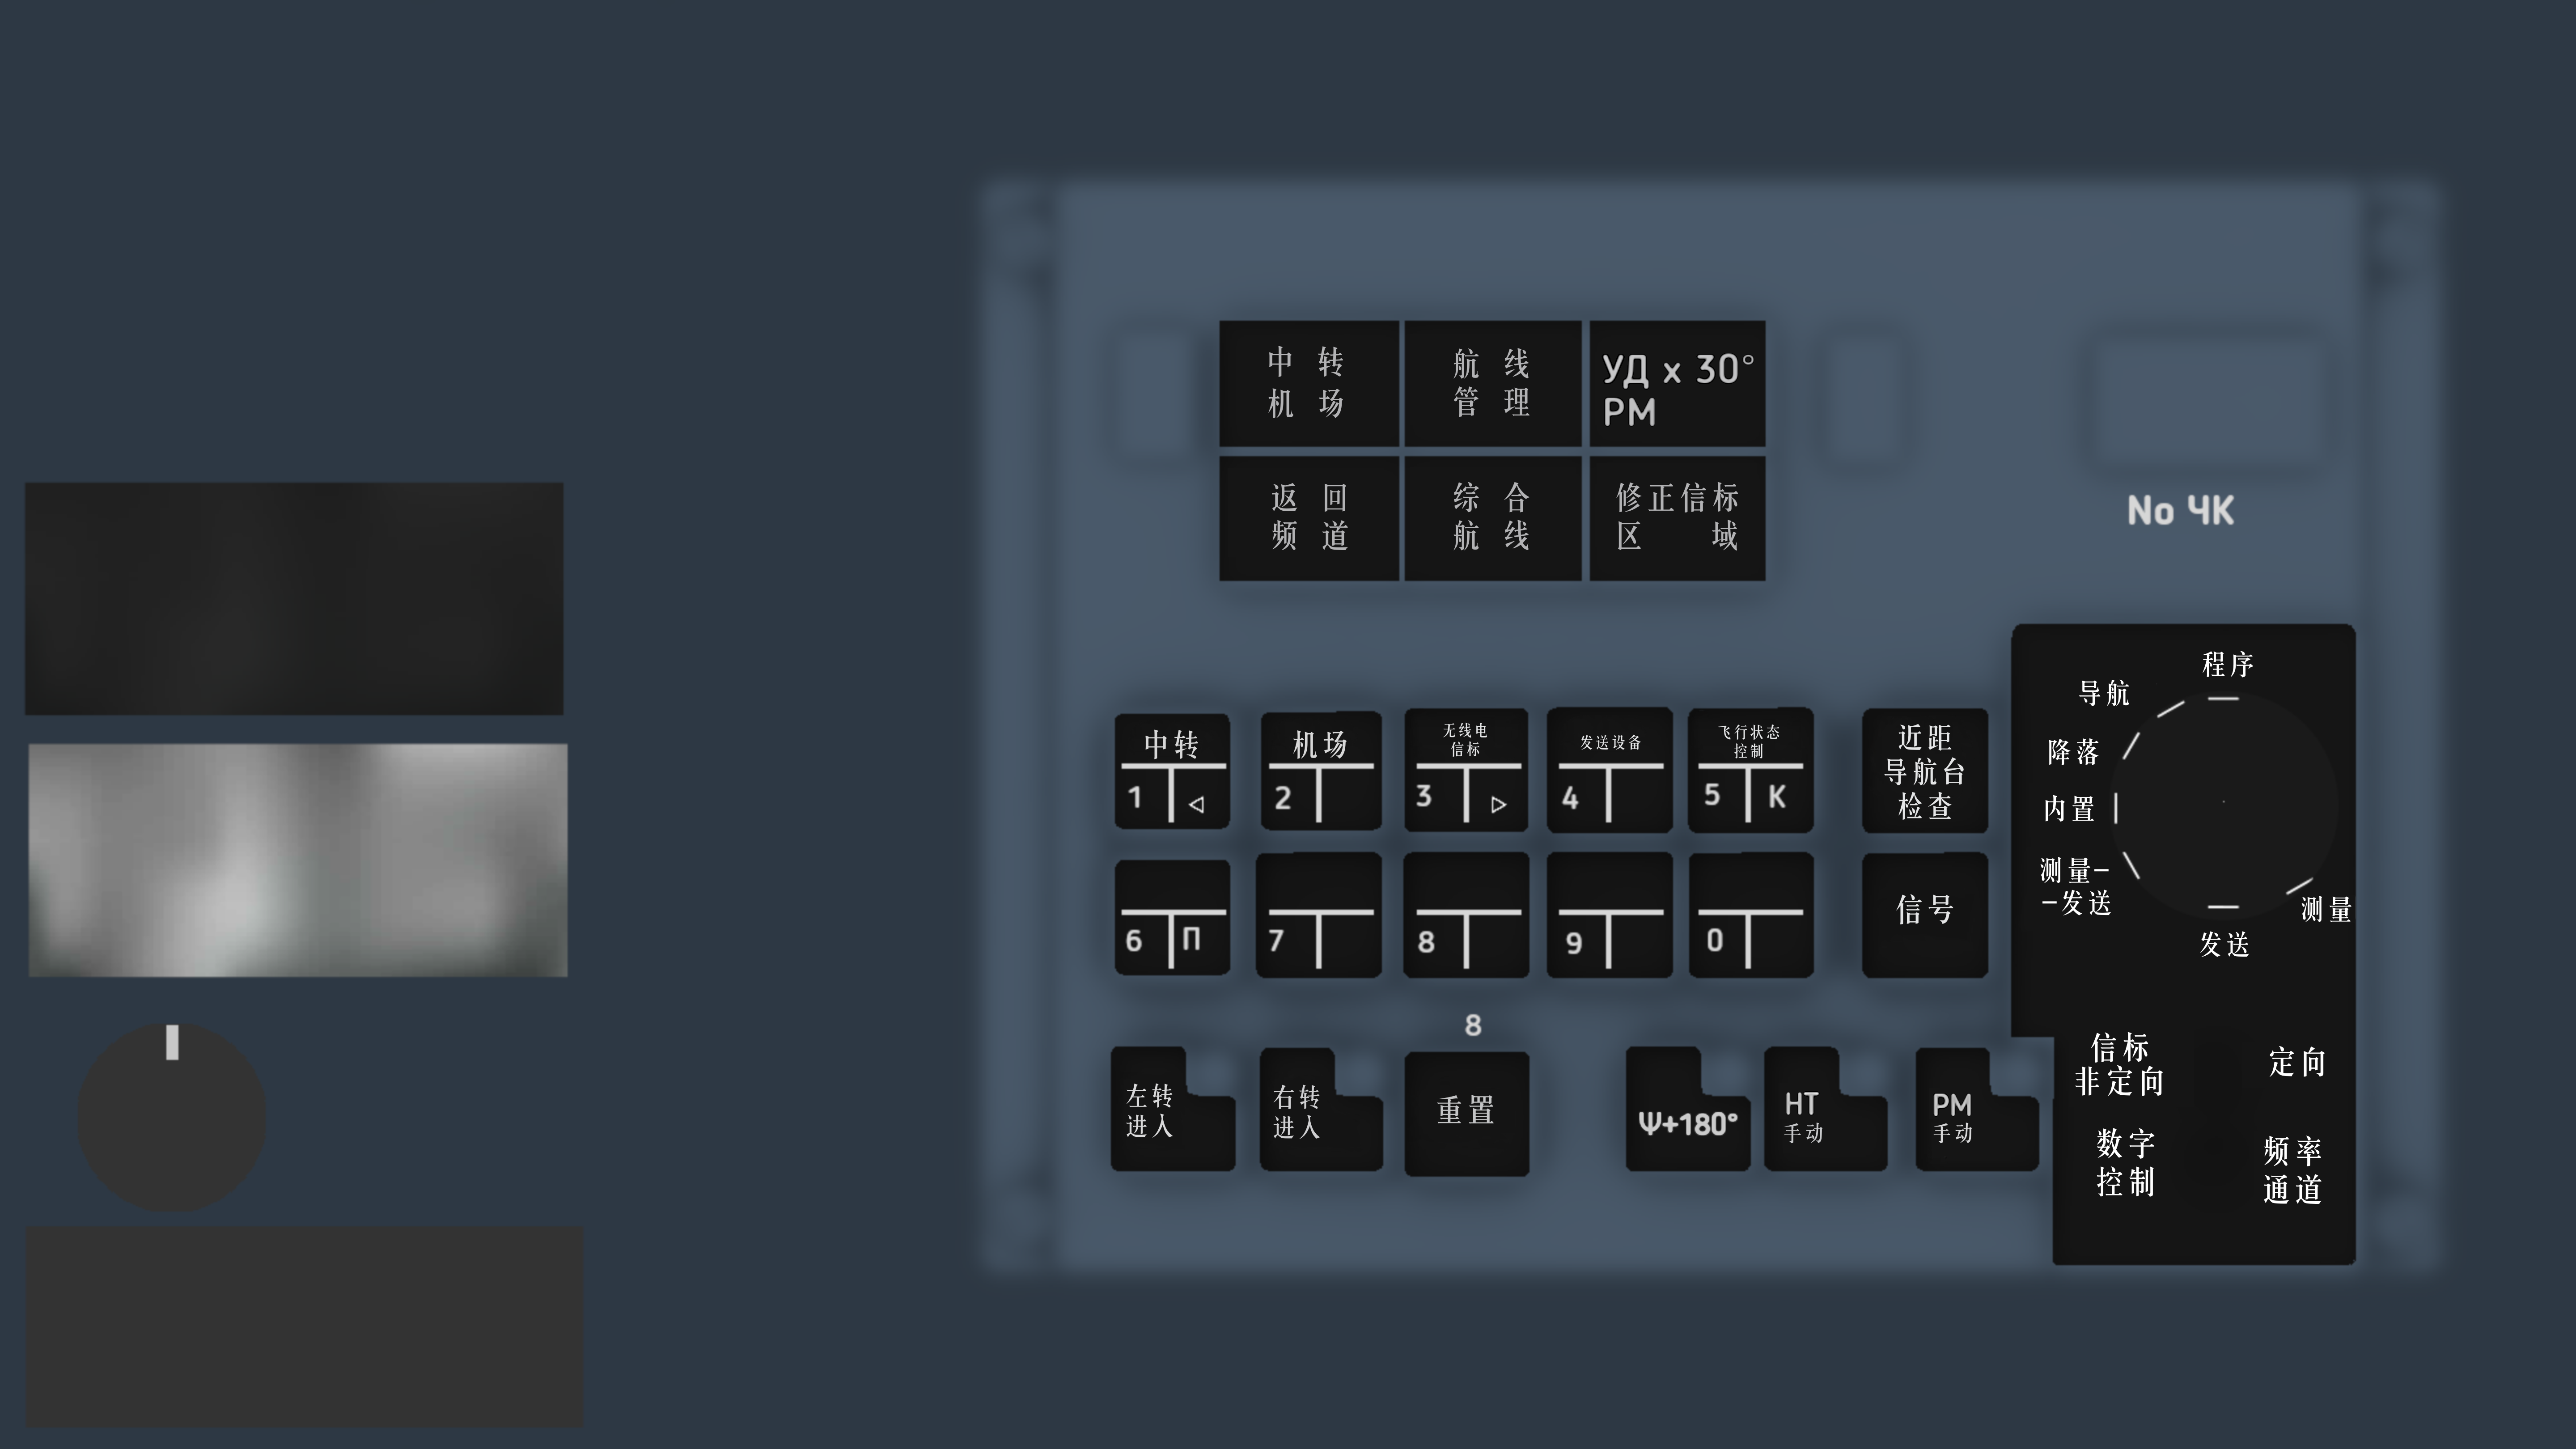 中转
机场
航线
管理
УД x 30°
РМ
返回
频道
综合
航线
修正信标
区域
No ЧК
程序
导航
降落
内置
测量-
-发送
发送
测量
中转
1 ◁
机场
2
无线电
信标
3 ▷
发送设备
4
飞行状态
控制
5 К
近距
导航台
检查
6 П
7
8
9
0
信号
8
左转
进入
右转
进入
重置
Ψ+180°
НТ
手动
РМ
手动
信标
非定向
定向
数字
控制
频率
通道